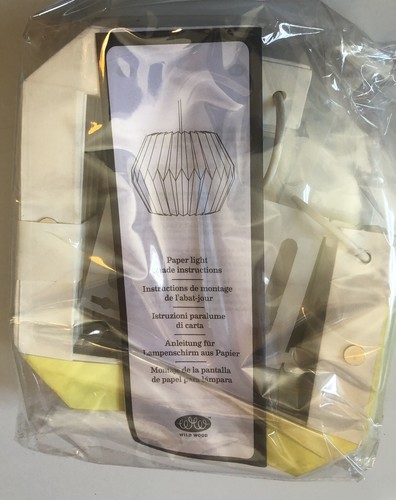 Paper light
shade instructions
Instructions de montage
de l'abat-jour
Istruzioni paralume
di carta
Anleitung für
Lampenschirm aus Papier
Montaje de la pantalla
de papel para lámpara
WILD WOOD